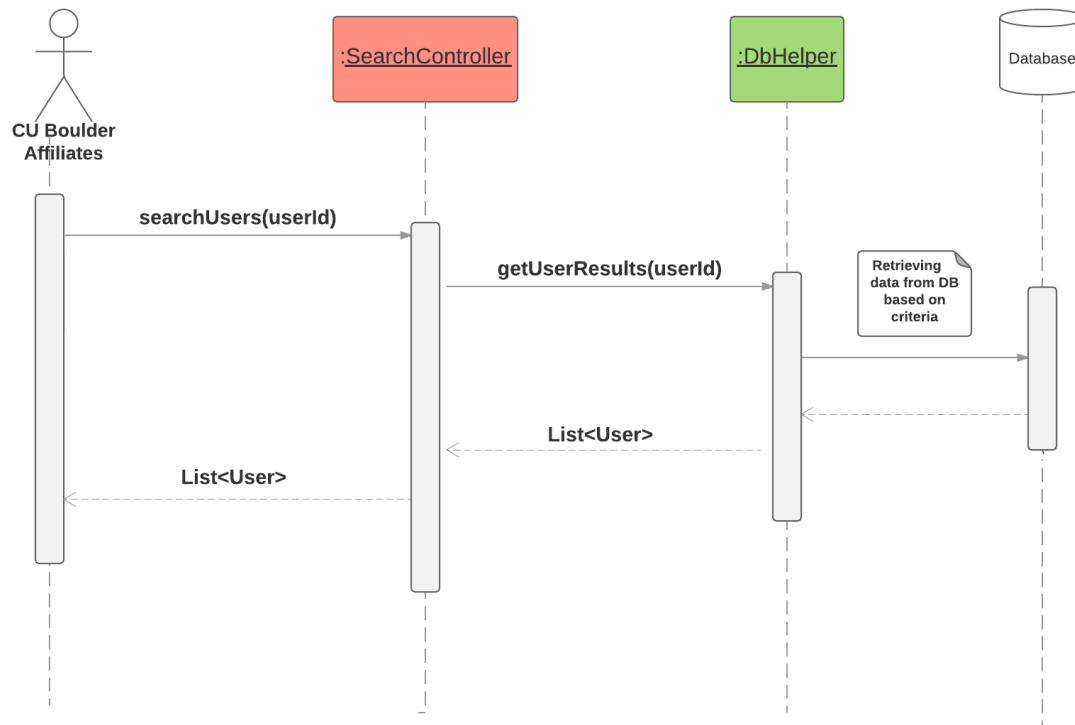 :SearchController
:DbHelper
Database
CU Boulder
Affiliates
searchUsers(userId)
getUserResults(userId)
Retrieving
data from DB
based on
criteria
List<User>
List<User>